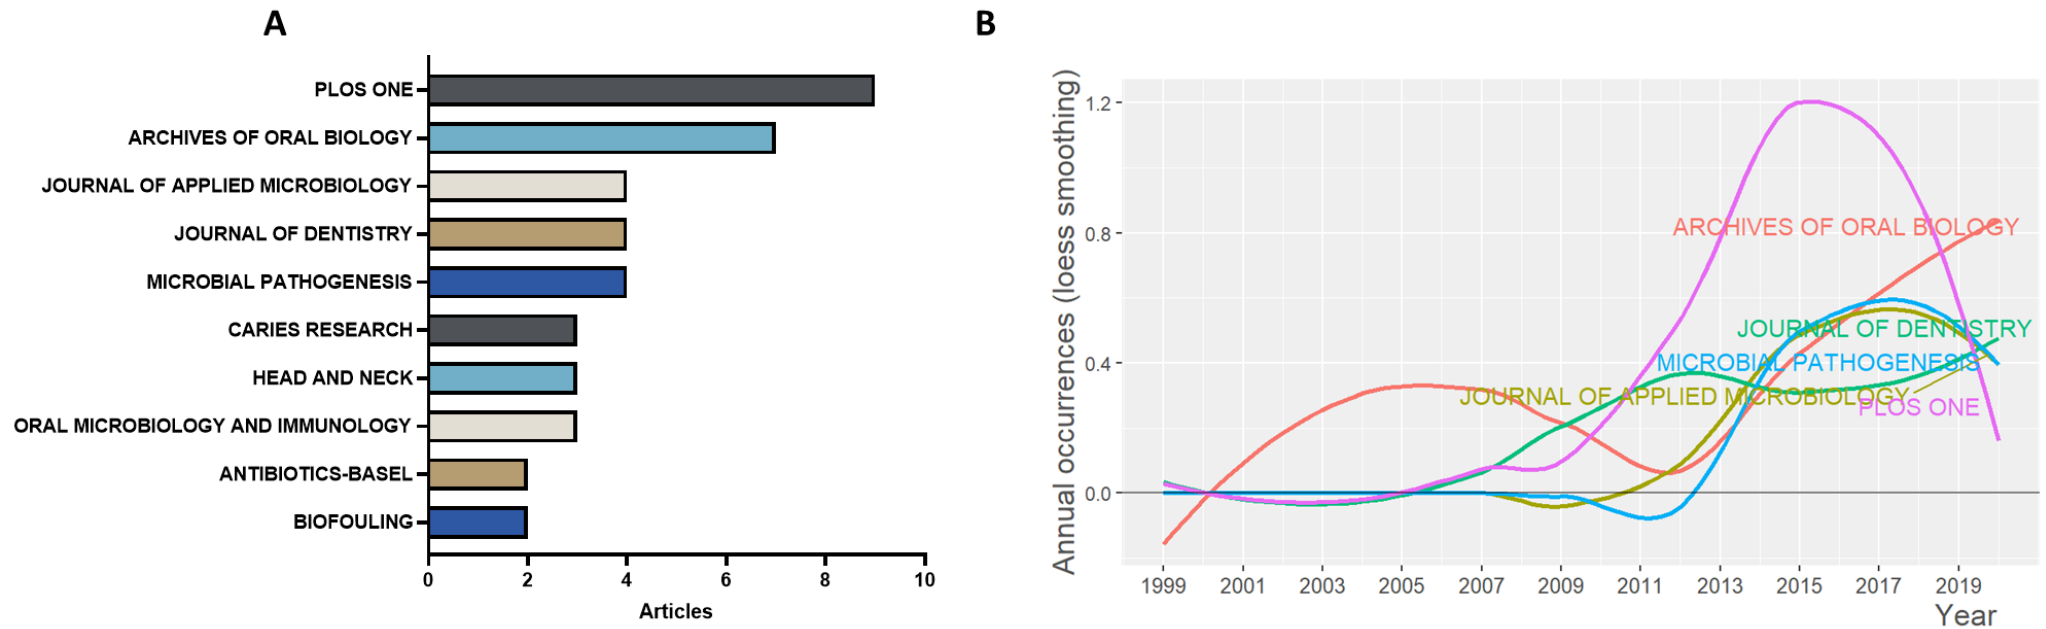 A
PLOS ONE
ARCHIVES OF ORAL BIOLOGY
JOURNAL OF APPLIED MICROBIOLOGY
JOURNAL OF DENTISTRY
MICROBIAL PATHOGENESIS
CARIES RESEARCH
HEAD AND NECK
ORAL MICROBIOLOGY AND IMMUNOLOGY
ANTIBIOTICS-BASEL
BIOFOULING
0 2 4 6 8 10
Articles
B
Annual occurrences (loess smoothing)
1.2
0.8
0.4
0.0
ARCHIVES OF ORAL BIOLOGY
JOURNAL OF DENTISTRY
MICROBIAL PATHOGENESIS
JOURNAL OF APPLIED MICROBIOLOGY
PLOS ONE
1999 2001 2003 2005 2007 2009 2011 2013 2015 2017 2019
Year